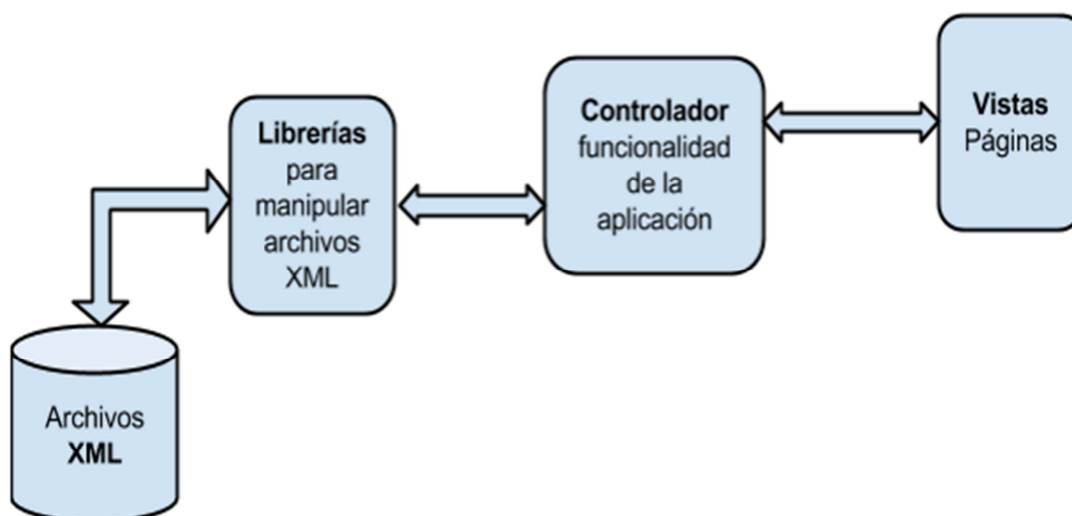 Archivos
XML
Librerías
para
manipular
archivos
XML
Controlador
funcionalidad
de la
aplicación
Vistas
Páginas